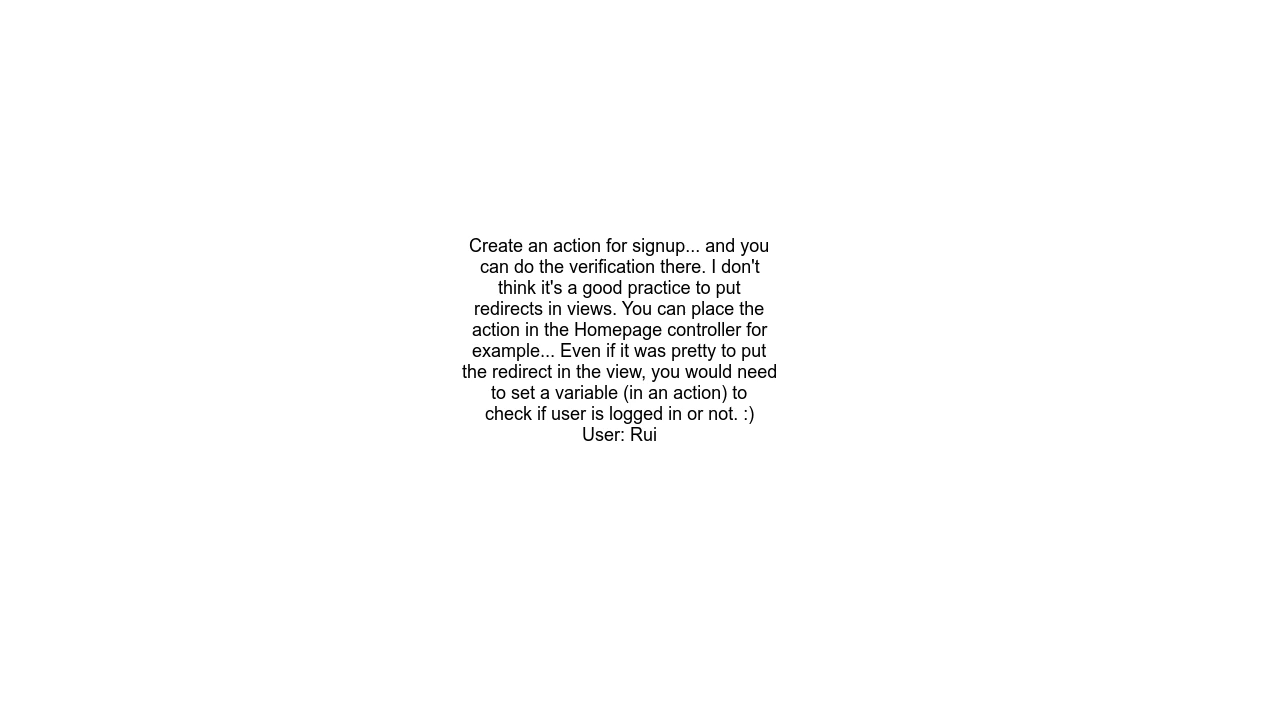 Create an action for signup... and you
can do the verification there. I don't
think it's a good practice to put
redirects in views. You can place the
action in the Homepage controller for
example... Even if it was pretty to put
the redirect in the view, you would need
to set a variable (in an action) to
check if user is logged in or not. :)
User: Rui